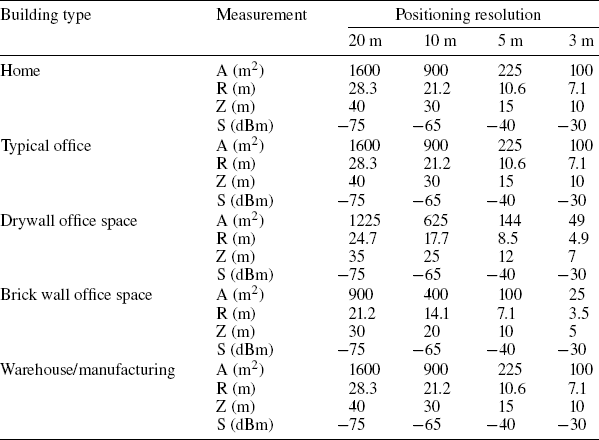 Building type Measurement Positioning resolution
20 m 10 m 5 m 3 m
Home A (m²) 1600 900 225 100
R (m) 28.3 21.2 10.6 7.1
Z (m) 40 30 15 10
S (dBm) −75 −65 −40 −30
Typical office A (m²) 1600 900 225 100
R (m) 28.3 21.2 10.6 7.1
Z (m) 40 30 15 10
S (dBm) −75 −65 −40 −30
Drywall office space A (m²) 1225 625 144 49
R (m) 24.7 17.7 8.5 4.9
Z (m) 35 25 12 7
S (dBm) −75 −65 −40 −30
Brick wall office space A (m²) 900 400 100 25
R (m) 21.2 14.1 7.1 3.5
Z (m) 30 20 10 5
S (dBm) −75 −65 −40 −30
Warehouse/manufacturing A (m²) 1600 900 225 100
R (m) 28.3 21.2 10.6 7.1
Z (m) 40 30 15 10
S (dBm) −75 −65 −40 −30